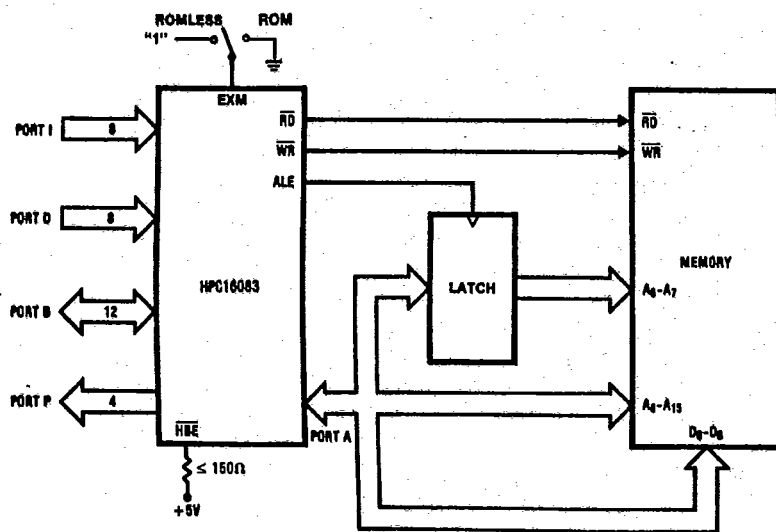 ROMLESS ROM
"1"
EXM
PORT I 8
RD
WR
ALE
RD
WR
PORT D 8
HPC16083
LATCH
MEMORY
A0-A7
PORT B 12
PORT P 4
HBE
PORT A
A8-A15
D0-D8
≤ 150Ω
+5V